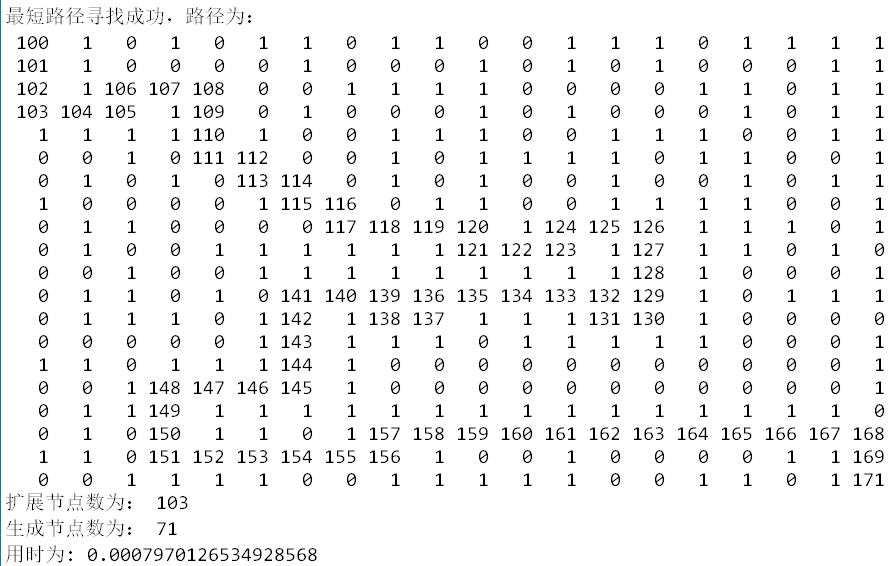 最短路径寻找成功，路径为：
100 1 0 1 0 1 1 0 1 1 0 0 1 1 1 0 1 1 1 1
101 1 0 0 0 0 1 0 0 0 1 0 1 0 1 0 0 0 1 1
102 1 106 107 108 0 0 1 1 1 1 0 0 0 0 1 1 0 1 1
103 104 105 1 109 0 1 0 0 0 1 0 1 0 0 0 1 0 1 1
1 1 1 1 110 1 0 0 1 1 1 0 0 1 1 1 0 0 1 1
0 0 1 0 111 112 0 0 1 0 1 1 1 1 0 1 1 0 0 1
0 1 0 1 0 113 114 0 1 0 1 0 0 1 0 0 1 0 1 1
1 0 0 0 0 1 115 116 0 1 1 0 0 1 1 1 1 0 0 1
0 1 1 0 0 0 0 117 118 119 120 1 124 125 126 1 1 1 0 1
0 1 0 0 1 1 1 1 1 1 121 122 123 1 127 1 1 0 1 0
0 0 1 0 0 1 1 1 1 1 1 1 1 1 128 1 0 0 0 1
0 1 1 0 1 0 141 140 139 136 135 134 133 132 129 1 0 1 1 1
0 1 1 1 0 1 142 1 138 137 1 1 1 131 130 1 0 0 0 0
0 0 0 0 0 1 143 1 1 1 0 1 1 1 1 1 0 0 0 1
1 1 0 1 1 1 144 1 0 0 0 0 0 0 0 0 0 0 0 1
0 0 1 148 147 146 145 1 0 0 0 0 0 0 0 0 0 0 0 1
0 1 1 149 1 1 1 1 1 1 1 1 1 1 1 1 1 1 1 0
0 1 0 150 1 1 0 1 157 158 159 160 161 162 163 164 165 166 167 168
1 1 0 151 152 153 154 155 156 1 0 0 1 0 0 0 0 1 1 169
0 0 1 1 1 1 0 0 1 1 1 1 1 0 0 1 1 0 1 171
扩展节点数为： 103
生成节点数为： 71
用时为: 0.0007970126534928568